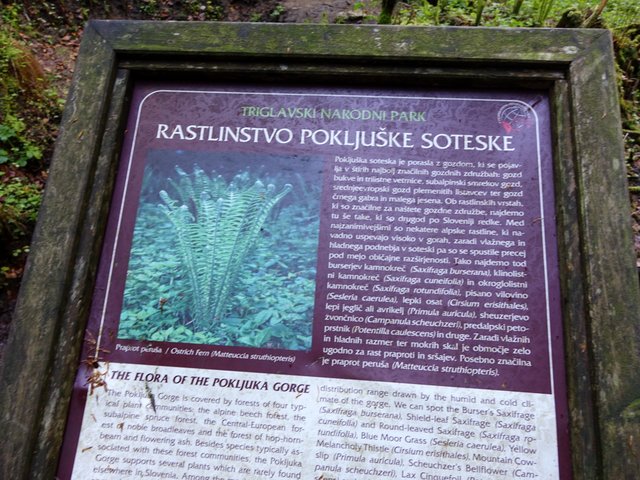 TRIGLAVSKI NARODNI PARK
RASTLINSTVO POKLJUŠKE SOTESKE
Pokljuška soteska je porasla z gozdom, ki se pojav-
lja v štirih najbolj značilnih gozdnih združbah: gozd
bukve in trilistne vetrnice, subalpinski smrekov gozd,
srednjeevropski gozd plemenitih listavcev ter gozd
črnega gabra in malega jesena. Ob rastlinskih vrstah,
ki so značilne za naštete gozdne združbe, najdemo
tu še take, ki so drugod po Sloveniji redke. Med
najzanimivejšimi so nekatere alpske rastline, ki na-
vadno uspevajo visoko v gorah, zaradi vlažnega in
hladnega podnebja v soteski pa so se spustile precej
pod mejo običajne razširjenosti. Tako najdemo tod
burserjev kamnokreč (Saxifraga burserana), klinolist-
ni kamnokreč (Saxifraga cuneifolia) in okroglolistni
kamnokreč (Saxifraga rotundifolia), pisano vilovino
(Sesleria caerulea), lepki osat (Cirsium erisithales),
lepi jeglič ali avrikelj (Primula auricula), scheuzerjevo
zvončnico (Campanula scheuchzeri), predalpski peto-
prstnik (Potentilla caulescens) in druge. Zaradi vlažnih
in hladnih razmer ter mokrih skal je območje zelo
ugodno za rast praproti in sršajev. Posebno značilna
je praprot peruša (Matteuccia struthiopteris).
Praprot peruša / Ostrich Fern (Matteuccia struthiopteris)
THE FLORA OF THE POKLJUKA GORGE
The Pokljuka Gorge is covered by forests of four typ-
ical plant communities: the alpine beech forest, the
subalpine spruce forest, the Central-European for-
est of noble broadleaves and the forest of hop-horn-
beam and flowering ash. Besides species typically as-
sociated with these forest communities, the Pokljuka
Gorge supports several plants which are rarely found
elsewhere in Slovenia. Among the
distribution range drawn by the humid and cold cli-
mate of the gorge. We can spot the Burser's Saxifrage
(Saxifraga burserana), Shield-leaf Saxifrage (Saxifraga
cuneifolia) and Round-leaved Saxifrage (Saxifraga ro-
tundifolia), Blue Moor Grass (Sesleria caerulea), Yellow
Melancholy Thistle (Cirsium erisithales), Mountain Cow-
slip (Primula auricula), Scheuchzer's Bellflower (Cam-
panula scheuchzeri), Lax Cinquefoil